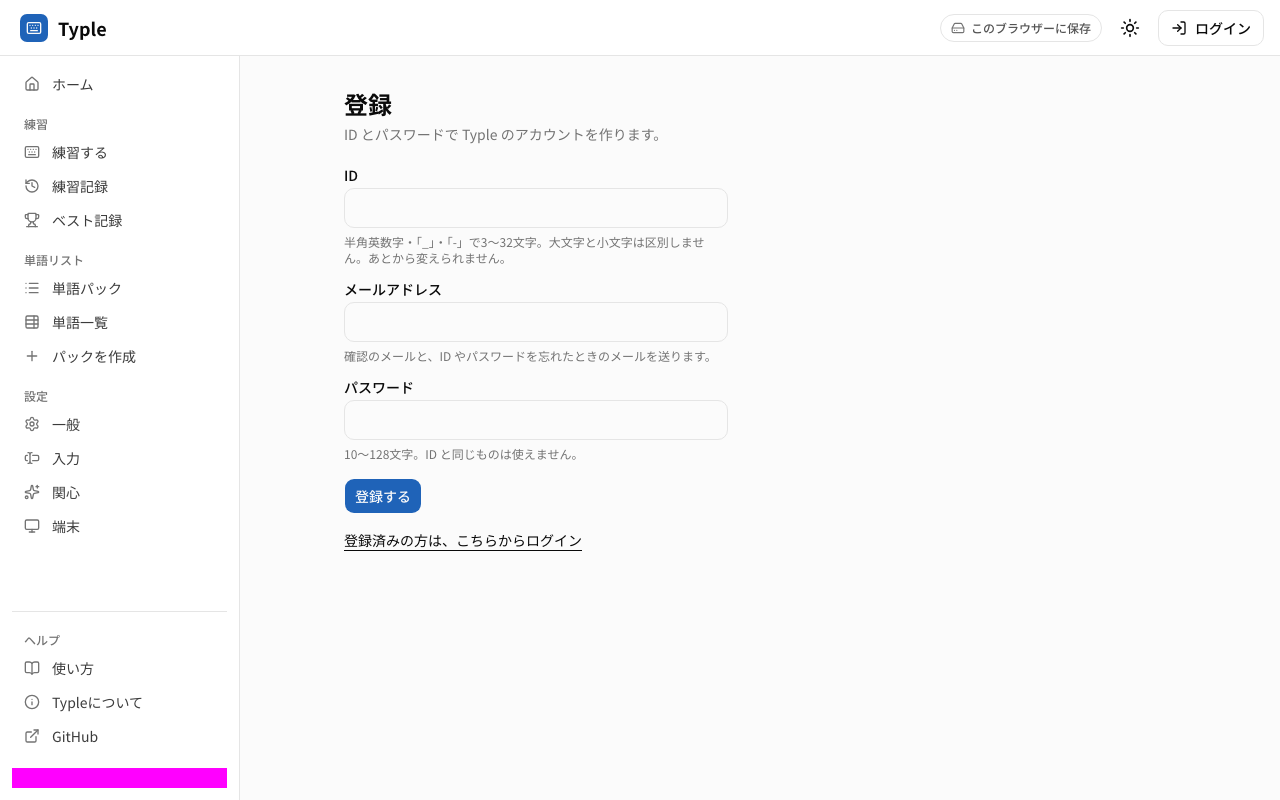 Typle
このブラウザーに保存
ログイン
ホーム
練習
練習する
練習記録
ベスト記録
単語リスト
単語パック
単語一覧
パックを作成
設定
一般
入力
関心
端末
ヘルプ
使い方
Typleについて
GitHub
登録
ID とパスワードで Typle のアカウントを作ります。
ID
半角英数字・「_」・「-」で3〜32文字。大文字と小文字は区別しませ
ん。あとから変えられません。
メールアドレス
確認のメールと、ID やパスワードを忘れたときのメールを送ります。
パスワード
10〜128文字。ID と同じものは使えません。
登録する
登録済みの方は、こちらからログイン